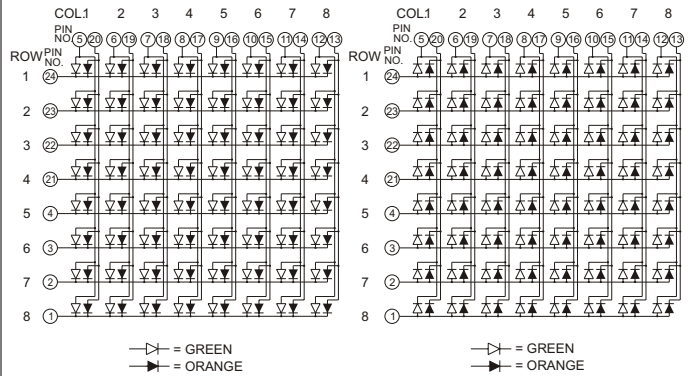 COL.1 2 3 4 5 6 7 8
PIN
NO. 5 20 6 19 7 18 8 17 9 16 10 15 11 14 12 13
ROW PIN
NO.
1 24
2 23
3 22
4 21
5 4
6 3
7 2
8 1
= GREEN
= ORANGE
COL.1 2 3 4 5 6 7 8
PIN
NO. 5 20 6 19 7 18 8 17 9 16 10 15 11 14 12 13
ROW PIN
NO.
1 24
2 23
3 22
4 21
5 4
6 3
7 2
8 1
= GREEN
= ORANGE